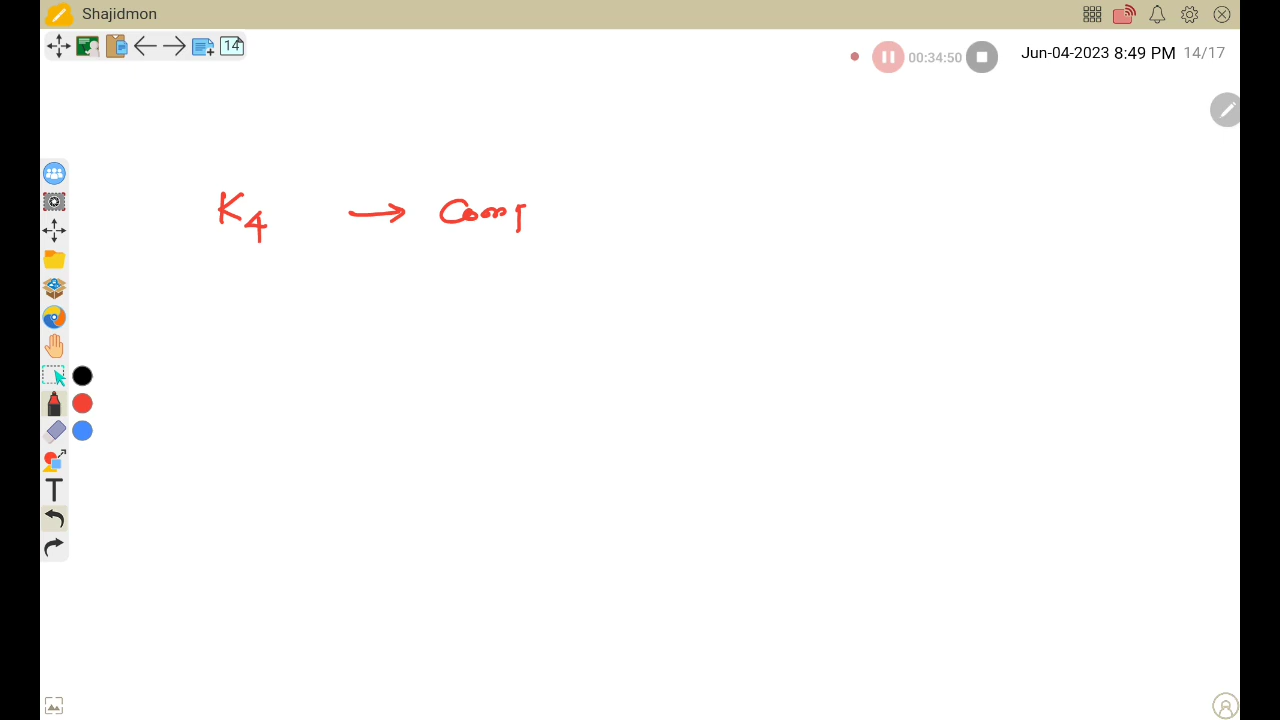 Shajidmon
14
00:34:50
Jun-04-2023 8:49 PM 14/17
K4 → Comp
T